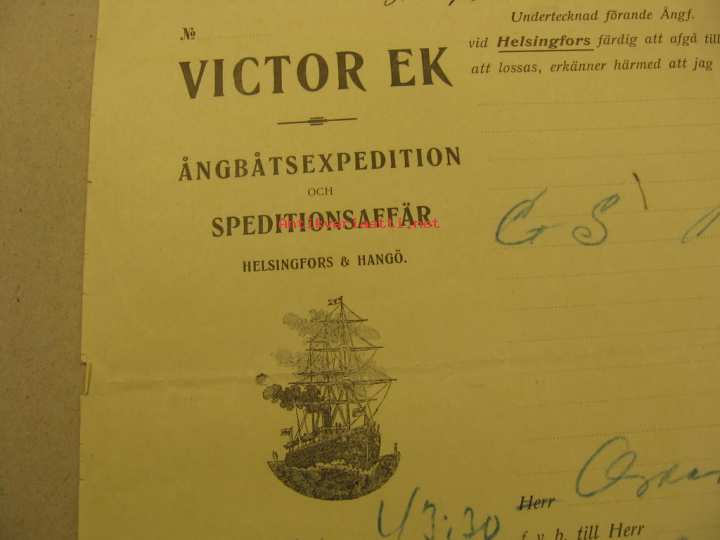 Undertecknad förande Ångf.
№
vid Helsingfors färdig att afgå till
att lossas, erkänner härmed att jag
VICTOR EK
ÅNGBÅTSEXPEDITION
OCH
SPEDITIONSAFFÄR
HELSINGFORS & HANGÖ.
G S
Herr
f. v. b. till Herr